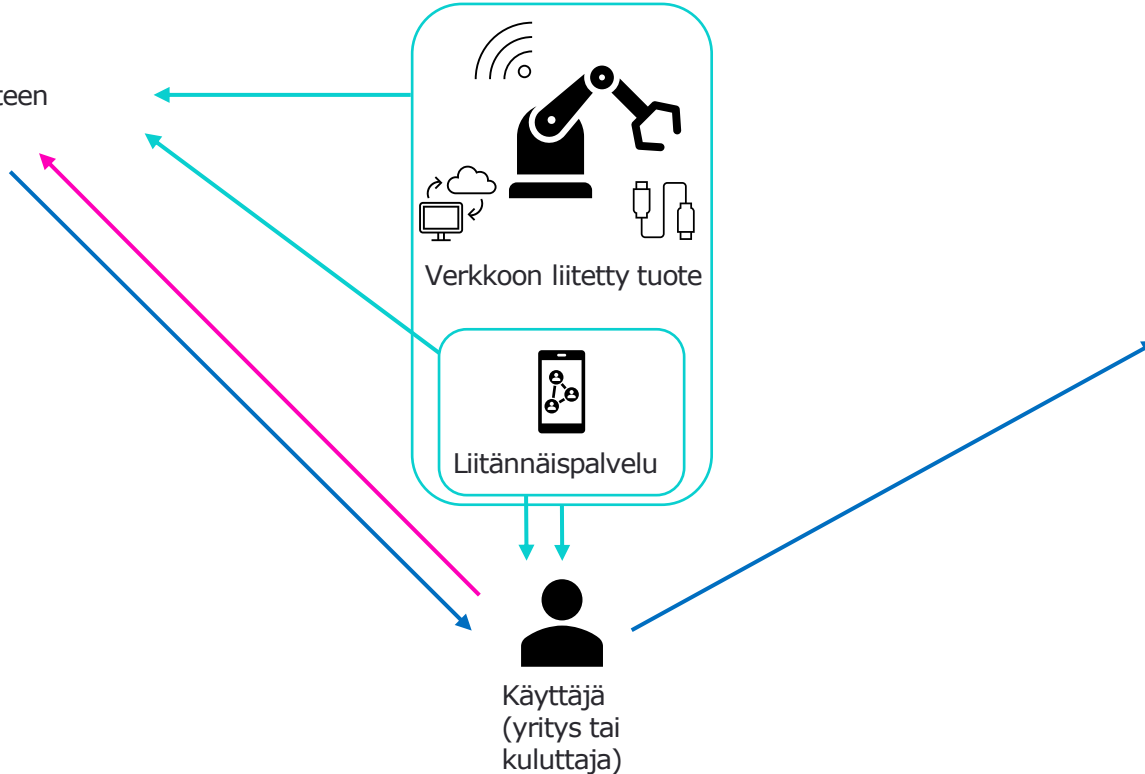 teen
Verkkoon liitetty tuote
Liitännäispalvelu
Käyttäjä
(yritys tai
kuluttaja)